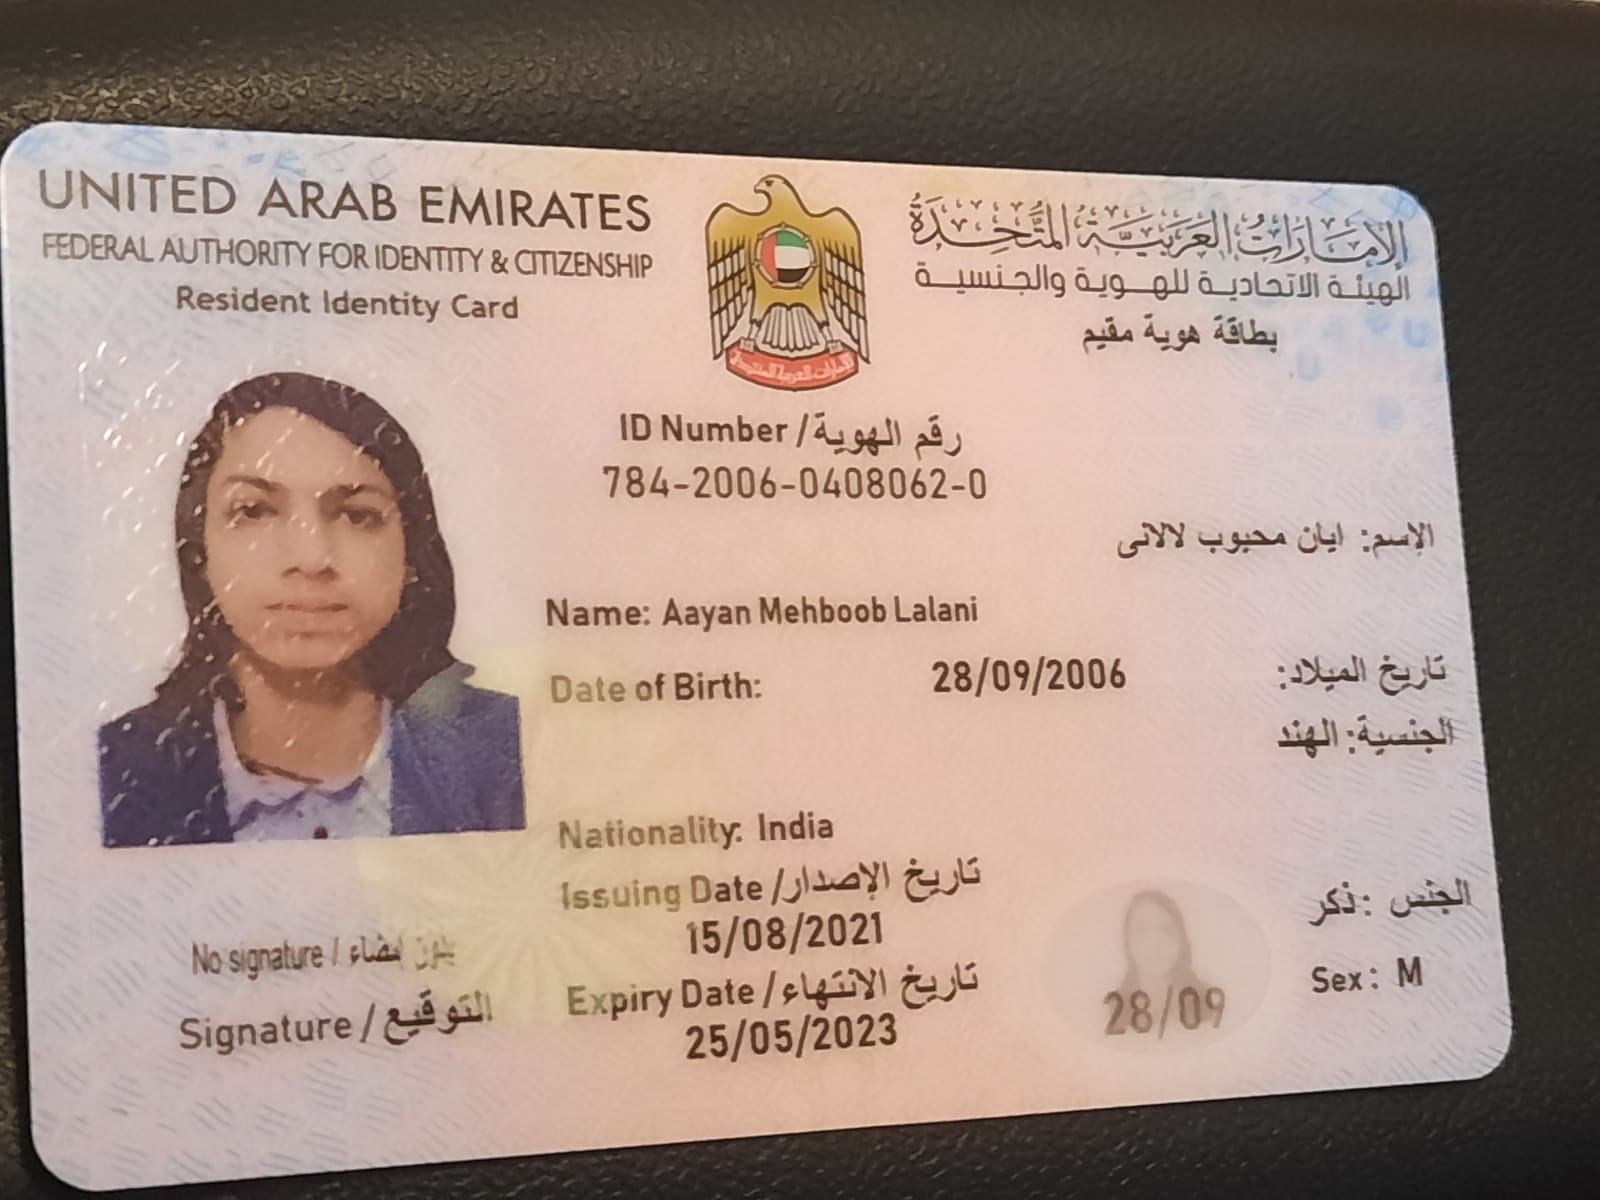 UNITED ARAB EMIRATES
الإمارات العربية المتحدة
FEDERAL AUTHORITY FOR IDENTITY & CITIZENSHIP
الهيئة الاتحادية للهوية والجنسية
Resident Identity Card
بطاقة هوية مقيم
الإمارات العربية المتحدة
ID Number / رقم الهوية
784-2006-0408062-0
الإسم: ايان محبوب لالانى
Name: Aayan Mehboob Lalani
Date of Birth: 28/09/2006 تاريخ الميلاد:
الجنسية: الهند
Nationality: India
Issuing Date / تاريخ الإصدار
15/08/2021
الجنس: ذكر
No signature / بدون إمضاء
Expiry Date / تاريخ الانتهاء
Sex: M
Signature / التوقيع
25/05/2023
28/09